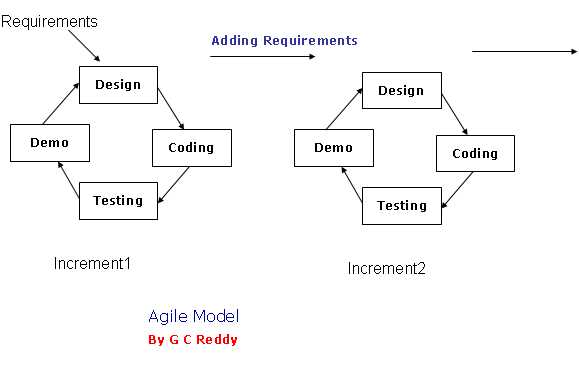 Requirements
Adding Requirements
Design
Demo
Coding
Testing
Increment1
Design
Demo
Coding
Testing
Increment2
Agile Model
By G C Reddy